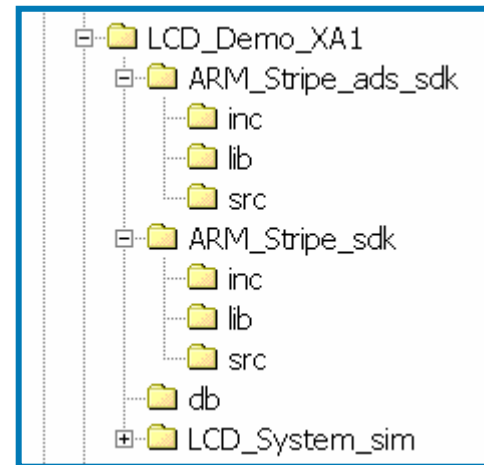 LCD_Demo_XA1
ARM_Stripe_ads_sdk
inc
lib
src
ARM_Stripe_sdk
inc
lib
src
db
LCD_System_sim